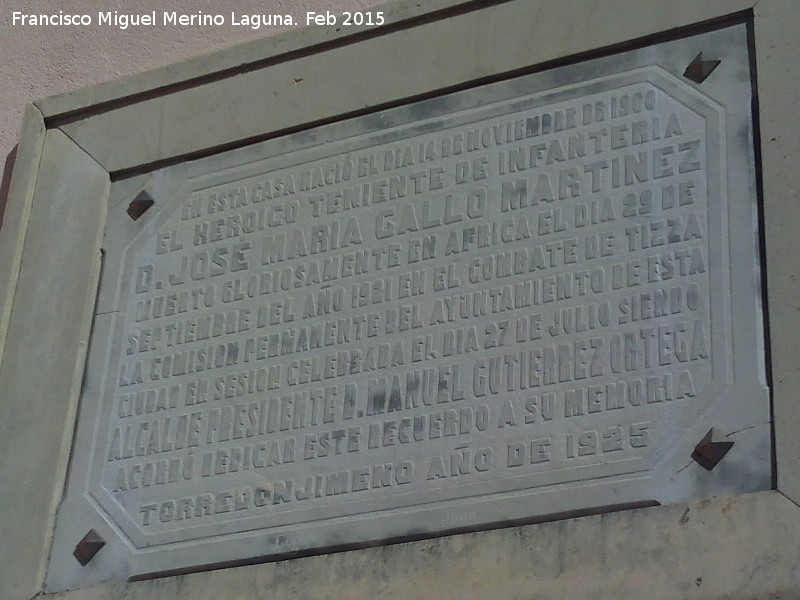 Francisco Miguel Merino Laguna. Feb 2015
EN ESTA CASA NACIÓ EL DIA 14 DE NOVIEMBRE DE 1900
EL HEROICO TENIENTE DE INFANTERIA
D. JOSE MARIA GALLO MARTINEZ
MUERTO GLORIOSAMENTE EN AFRICA EL DIA 29 DE
SEPTIEMBRE DEL AÑO 1921 EN EL COMBATE DE TIZZA
LA COMISION PERMANENTE DEL AYUNTAMIENTO DE ESTA
CIUDAD EN SESION CELEBRADA EL DIA 27 DE JULIO SIENDO
ALCALDE PRESIDENTE D. MANUEL GUTIERREZ ORTEGA
ACORDÓ DEDICAR ESTE RECUERDO A SU MEMORIA
TORREDONJIMENO AÑO DE 1925